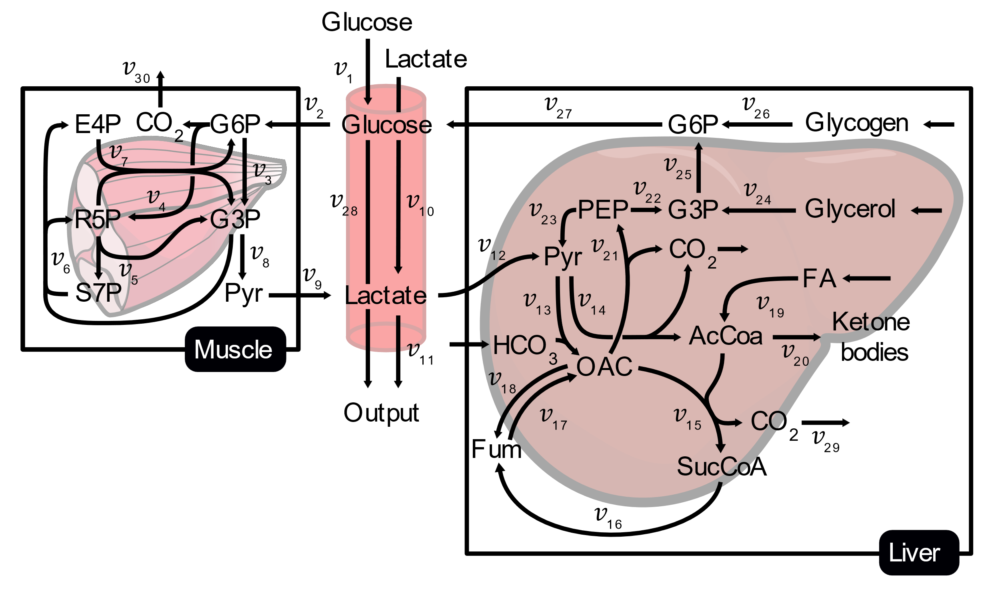 Glucose
Lactate
v30
v1
v2
v27
v26
E4P
CO2
G6P
Glucose
G6P
Glycogen
v7
v3
v25
v4
v28
v10
v23
PEP
v22
G3P
v24
Glycerol
R5P
G3P
v12
Pyr
v21
CO2
v6
v5
v8
v9
FA
S7P
Pyr
Lactate
v13
v14
v19
Ketone
bodies
HCO3
AcCoa
v20
Muscle
v11
OAC
v18
Output
v17
v15
CO2
v29
Fum
SucCoA
v16
Liver